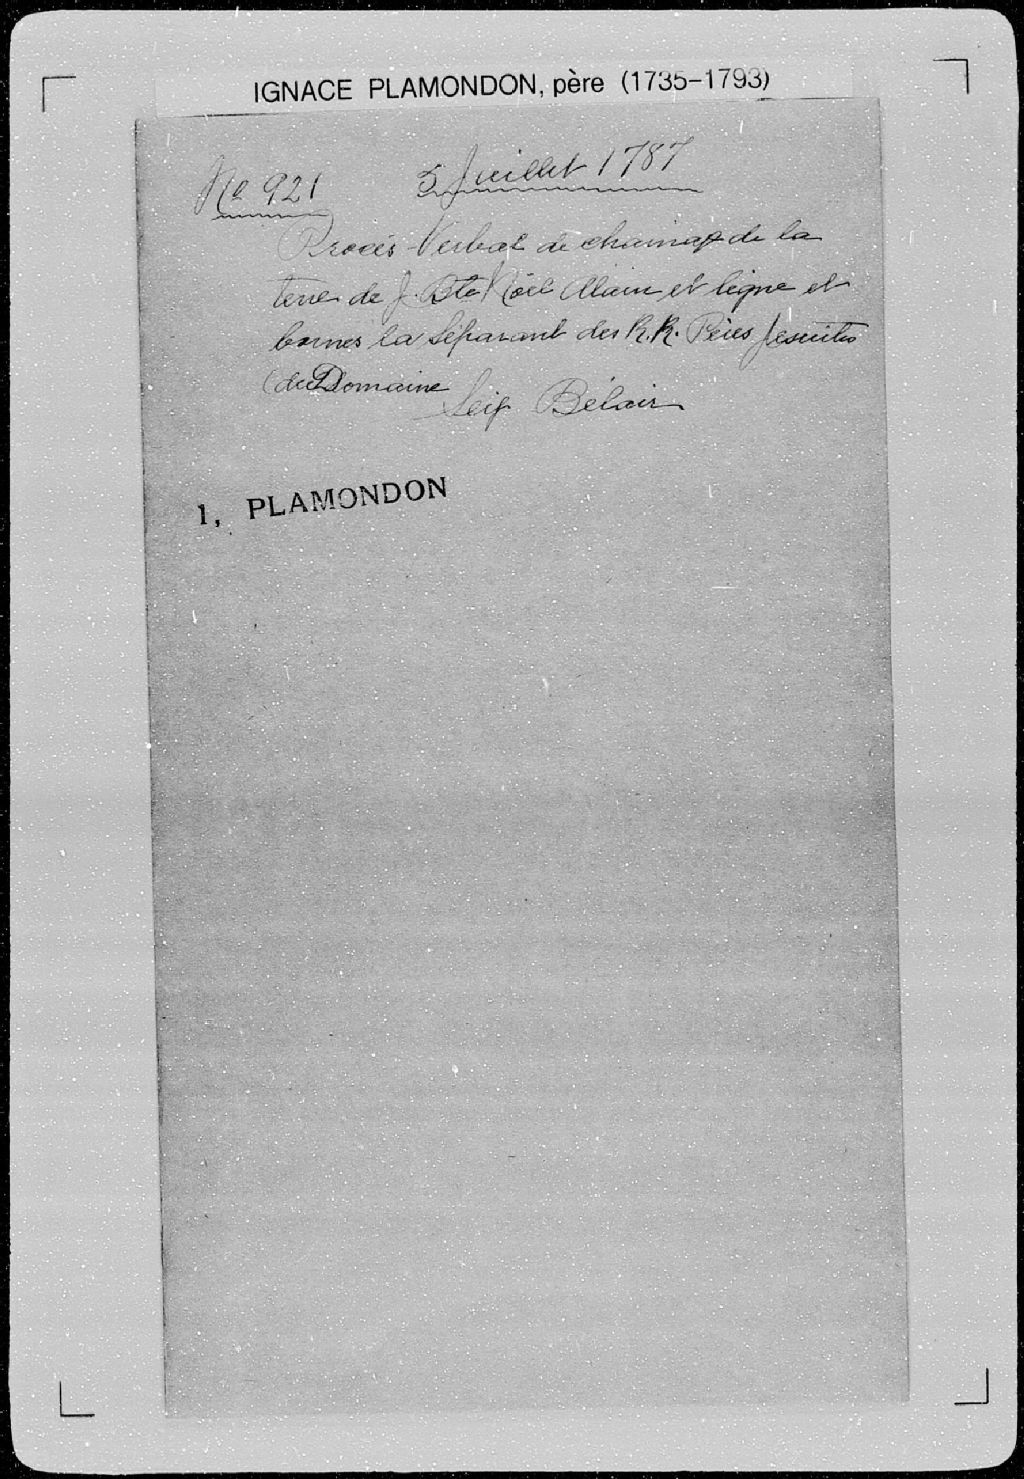 IGNACE PLAMONDON, père (1735-1793)
No 921 5 Juillet 1787
Procès-Verbal de chainage de la
terre de J. Bte Noël Alain et ligne et
bornes la séparant des R.R. Pères Jesuites
(du Domaine
Seig Bélair
1, PLAMONDON